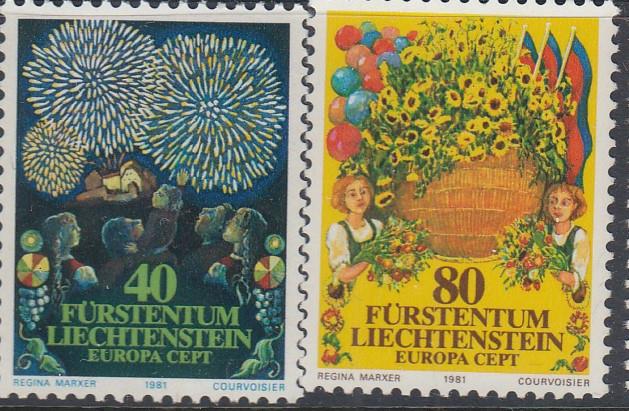 40
FÜRSTENTUM
LIECHTENSTEIN
EUROPA CEPT
REGINA MARXER 1981 COURVOISIER
80
FÜRSTENTUM
LIECHTENSTEIN
EUROPA CEPT
REGINA MARXER 1981 COURVOISIER